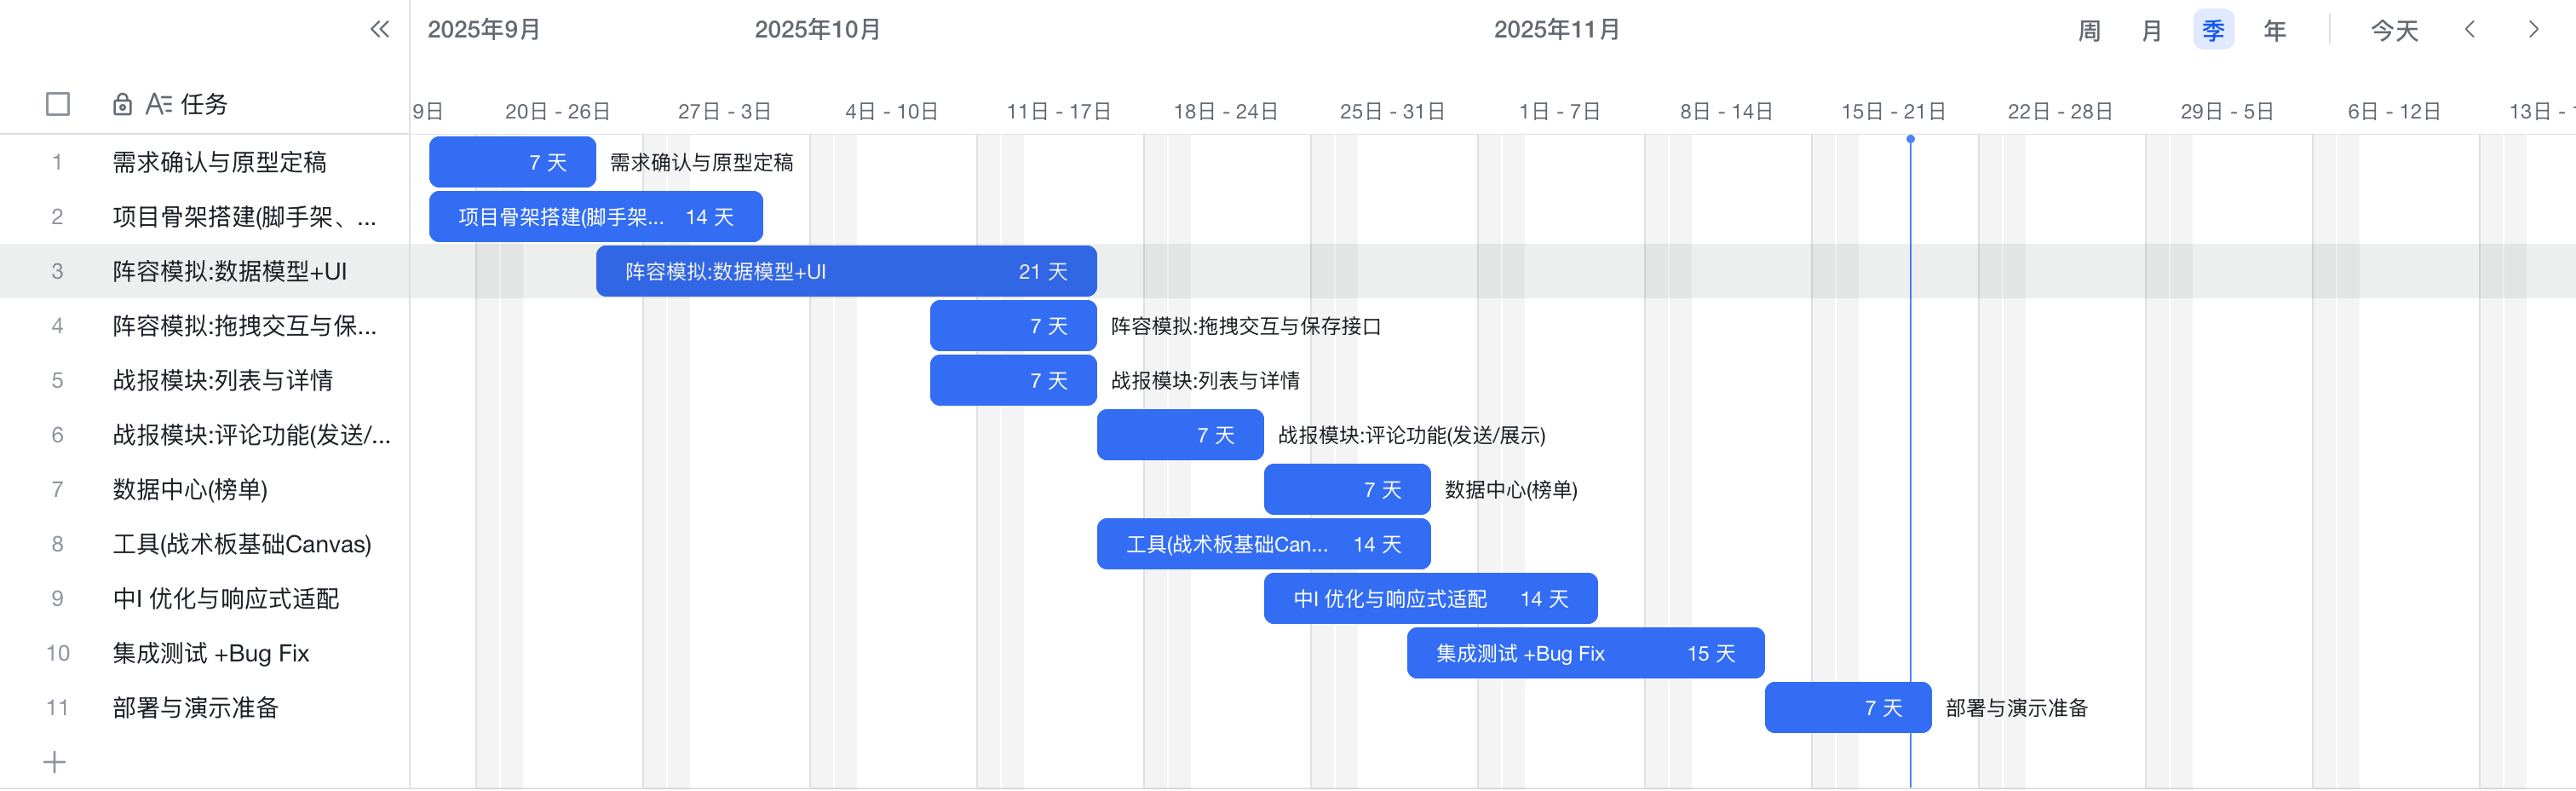 2025年9月
2025年10月
2025年11月
周
月
季
年
今天
任务
9日
20日 - 26日
27日 - 3日
4日 - 10日
11日 - 17日
18日 - 24日
25日 - 31日
1日 - 7日
8日 - 14日
15日 - 21日
22日 - 28日
29日 - 5日
6日 - 12日
13日 -
1 需求确认与原型定稿 7 天 需求确认与原型定稿
2 项目骨架搭建(脚手架、... 项目骨架搭建(脚手架... 14 天
3 阵容模拟:数据模型+UI 阵容模拟:数据模型+UI 21 天
4 阵容模拟:拖拽交互与保... 7 天 阵容模拟:拖拽交互与保存接口
5 战报模块:列表与详情 7 天 战报模块:列表与详情
6 战报模块:评论功能(发送/... 7 天 战报模块:评论功能(发送/展示)
7 数据中心(榜单) 7 天 数据中心(榜单)
8 工具(战术板基础Canvas) 工具(战术板基础Can... 14 天
9 中I 优化与响应式适配 中I 优化与响应式适配 14 天
10 集成测试 +Bug Fix 集成测试 +Bug Fix 15 天
11 部署与演示准备 7 天 部署与演示准备